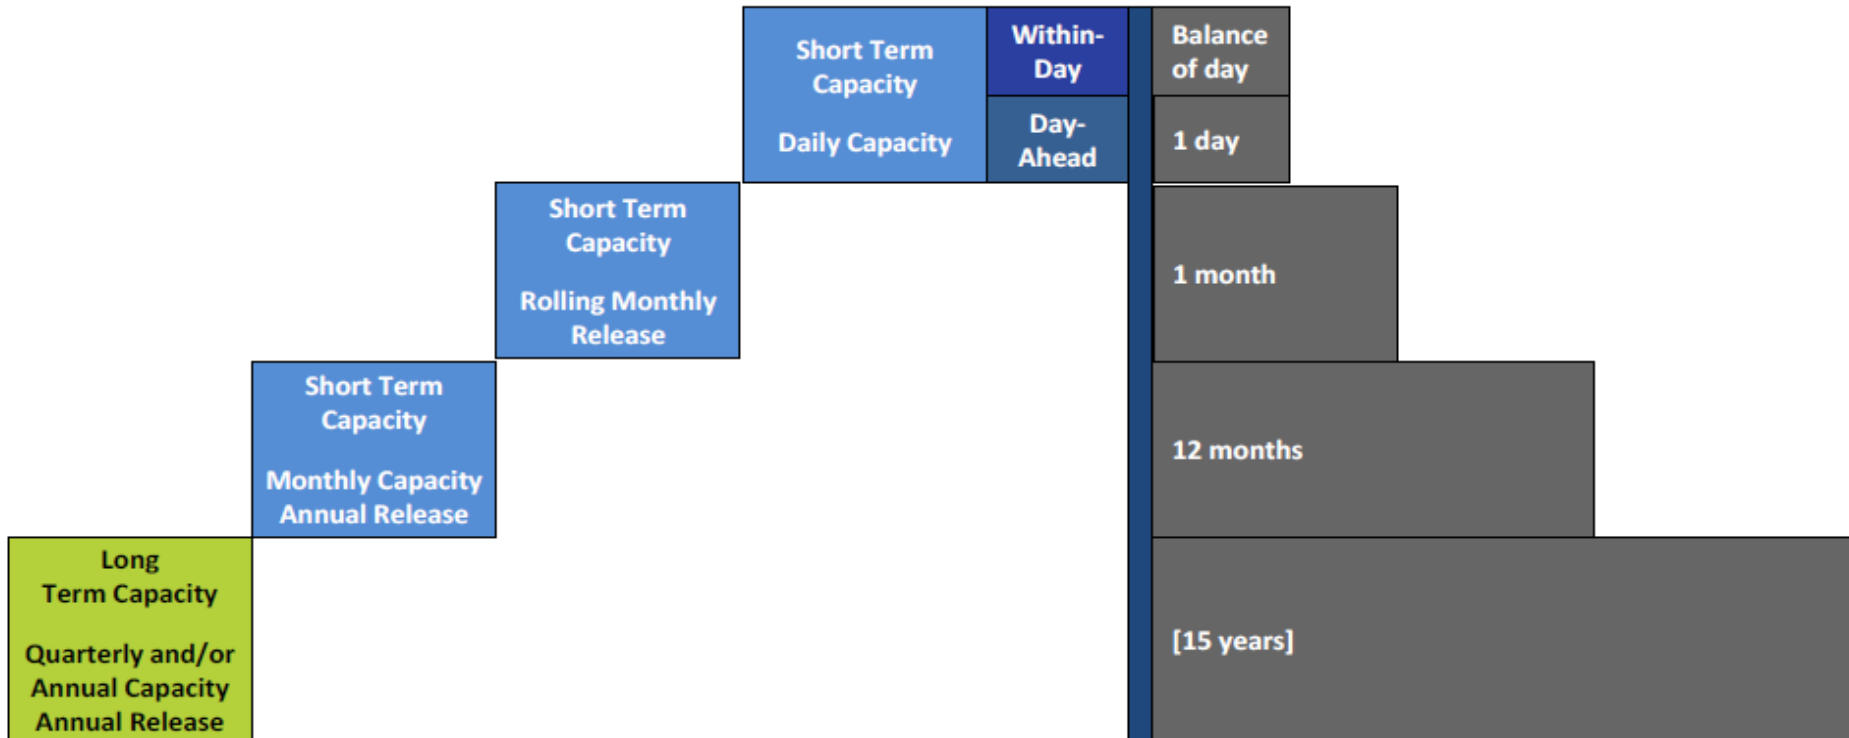 Short Term
Capacity
Daily Capacity
Within-
Day
Day-
Ahead
Balance
of day
1 day
Short Term
Capacity
Rolling Monthly
Release
1 month
Short Term
Capacity
Monthly Capacity
Annual Release
12 months
Long
Term Capacity
Quarterly and/or
Annual Capacity
Annual Release
[15 years]